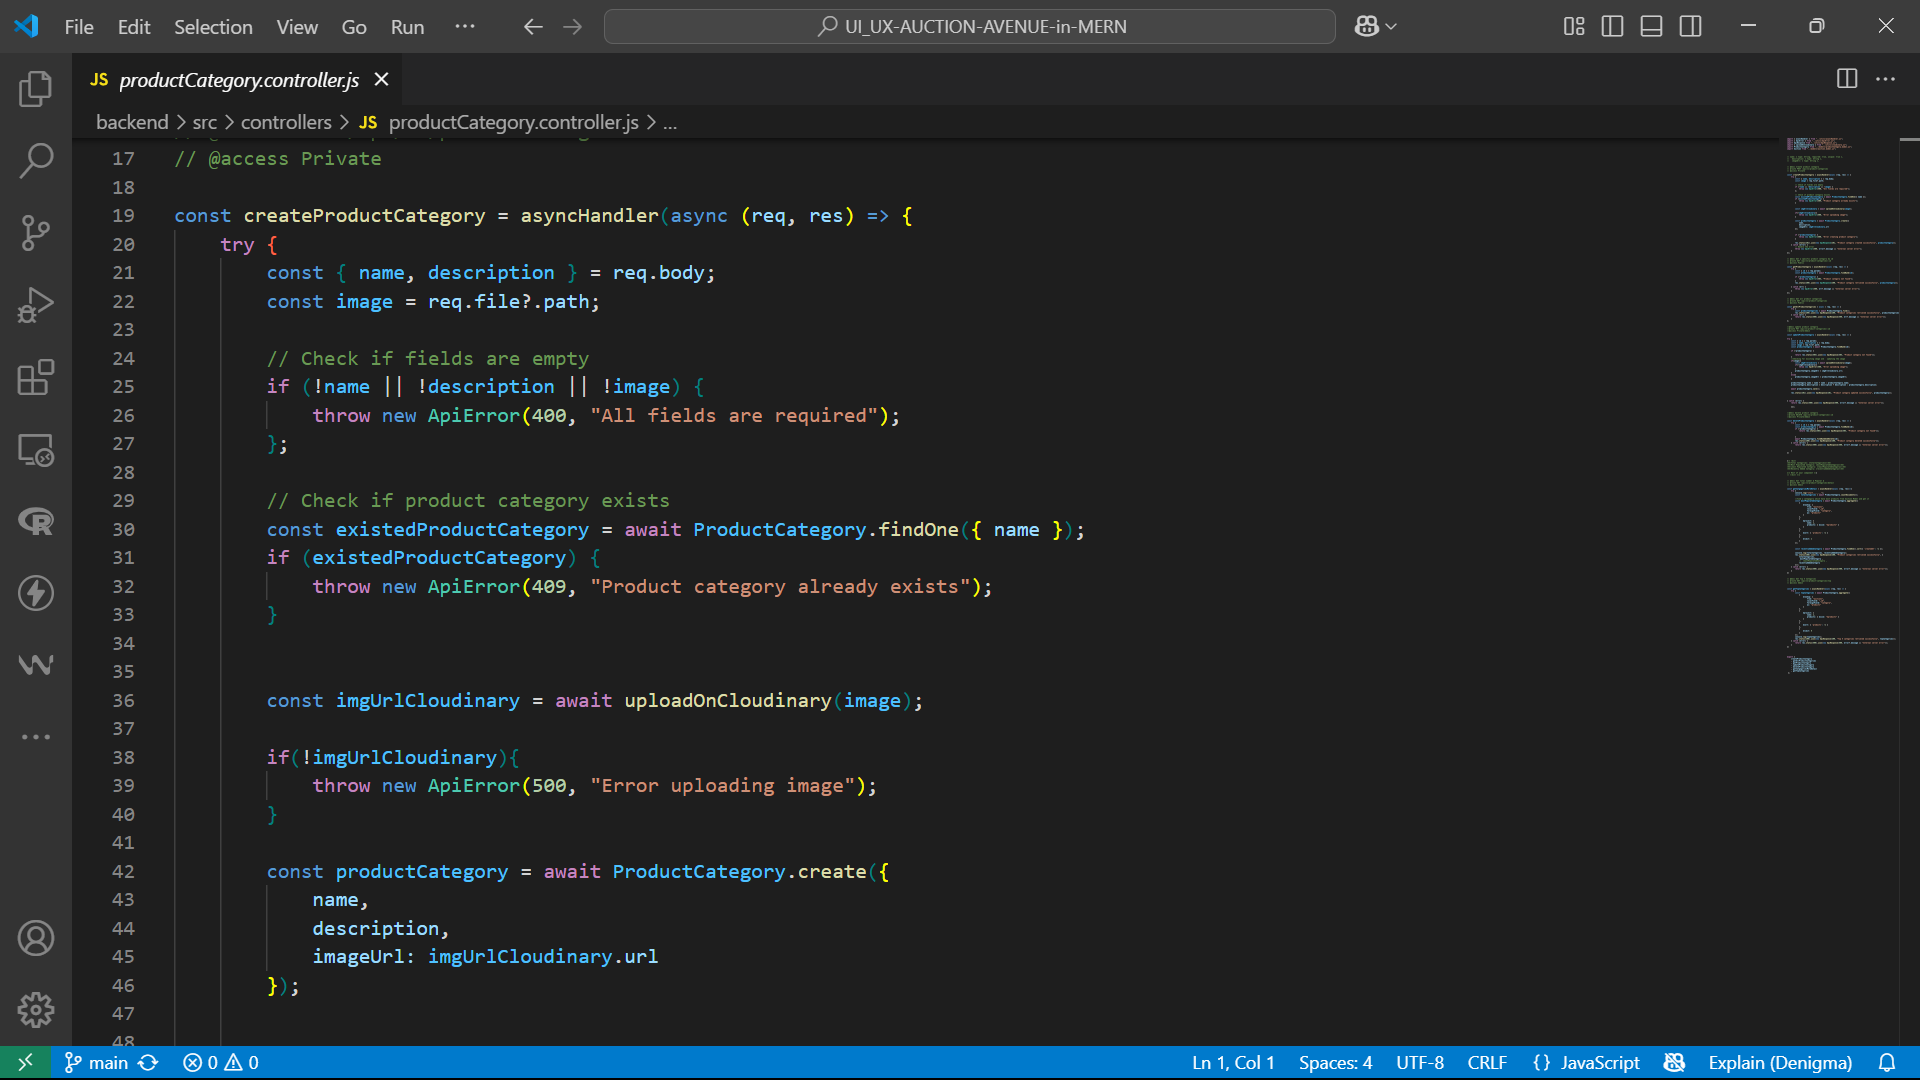 File Edit Selection View Go Run ··· UI_UX-AUCTION-AVENUE-in-MERN
JS productCategory.controller.js
backend > src > controllers > JS productCategory.controller.js > ...
17 // @access Private
18
19 const createProductCategory = asyncHandler(async (req, res) => {
20 try {
21 const { name, description } = req.body;
22 const image = req.file?.path;
23
24 // Check if fields are empty
25 if (!name || !description || !image) {
26 throw new ApiError(400, "All fields are required");
27 };
28
29 // Check if product category exists
30 const existedProductCategory = await ProductCategory.findOne({ name });
31 if (existedProductCategory) {
32 throw new ApiError(409, "Product category already exists");
33 }
34
35
36 const imgUrlCloudinary = await uploadOnCloudinary(image);
37
38 if(!imgUrlCloudinary){
39 throw new ApiError(500, "Error uploading image");
40 }
41
42 const productCategory = await ProductCategory.create({
43 name,
44 description,
45 imageUrl: imgUrlCloudinary.url
46 });
47
48
main 0 0 Ln 1, Col 1 Spaces: 4 UTF-8 CRLF {} JavaScript Explain (Denigma)